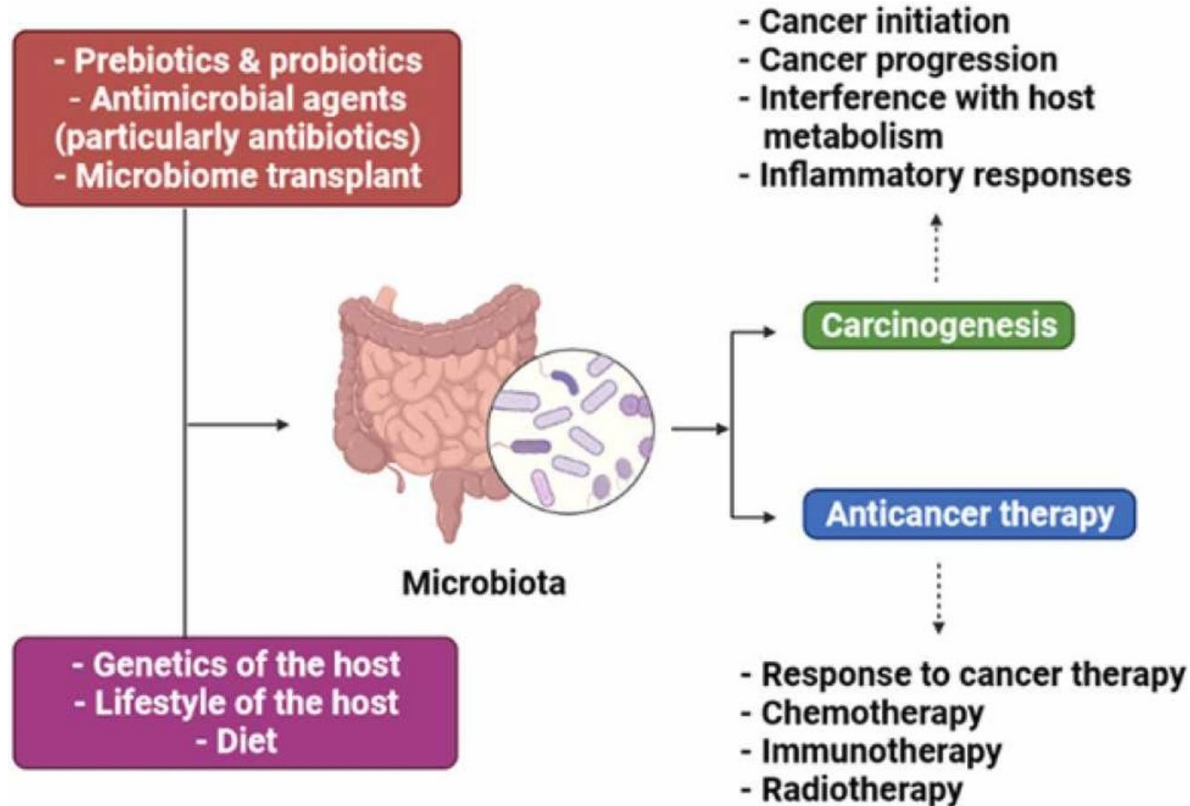 - Prebiotics & probiotics
- Antimicrobial agents
(particularly antibiotics)
- Microbiome transplant
- Genetics of the host
- Lifestyle of the host
- Diet
Microbiota
- Cancer initiation
- Cancer progression
- Interference with host
metabolism
- Inflammatory responses
Carcinogenesis
Anticancer therapy
- Response to cancer therapy
- Chemotherapy
- Immunotherapy
- Radiotherapy